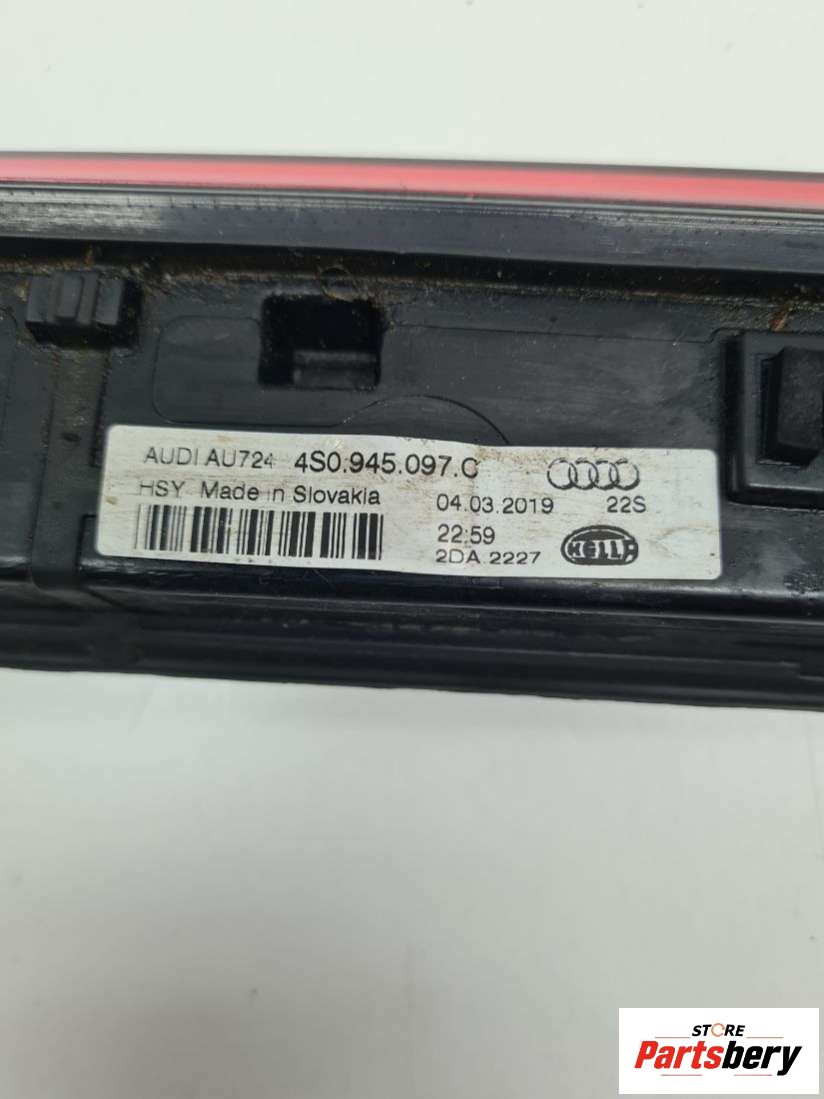 AUDI AU724 4S0.945.097.C
HSY Made in Slovakia 04.03.2019 22S
22:59
2DA 2227 HELLA
STORE
Partsbery